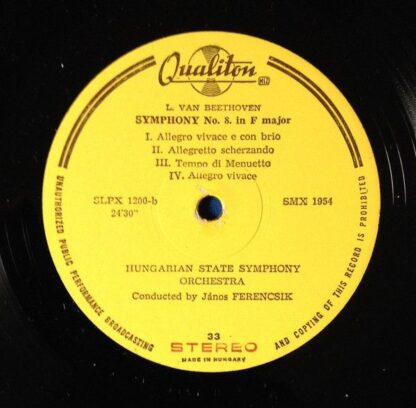 Qualiton
MHV
L. VAN BEETHOVEN
SYMPHONY No. 8. in F major
I. Allegro vivace e con brio
II. Allegretto scherzando
III. Tempo di Menuetto
IV. Allegro vivace
SLPX 1200-b
24'30"
SMX 1954
HUNGARIAN STATE SYMPHONY
ORCHESTRA
Conducted by János FERENCSIK
33
STEREO
MADE IN HUNGARY
UNAUTHORIZED PUBLIC PERFORMANCE BROADCASTING
AND COPYING OF THIS RECORD IS PROHIBITED